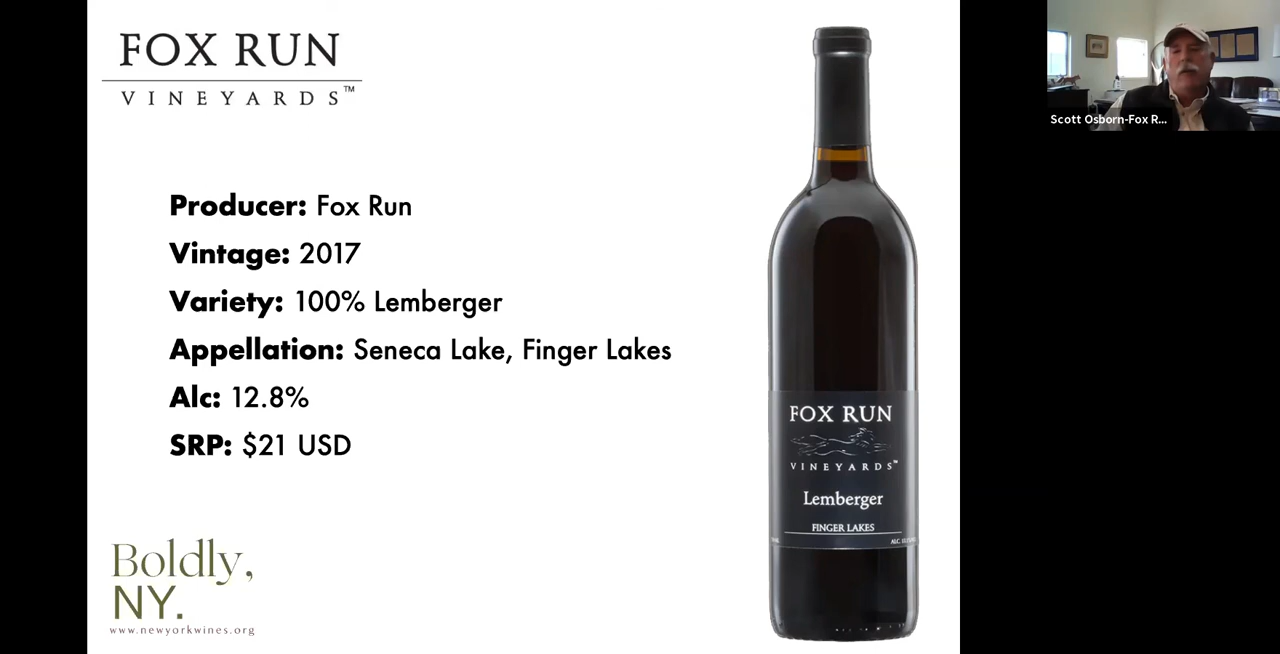 FOX RUN
VINEYARDS™
Producer: Fox Run
Vintage: 2017
Variety: 100% Lemberger
Appellation: Seneca Lake, Finger Lakes
Alc: 12.8%
SRP: $21 USD
Boldly,
NY.
www.newyorkwines.org
FOX RUN
VINEYARDS™
Lemberger
FINGER LAKES
ALC.
Scott Osborn-Fox R...